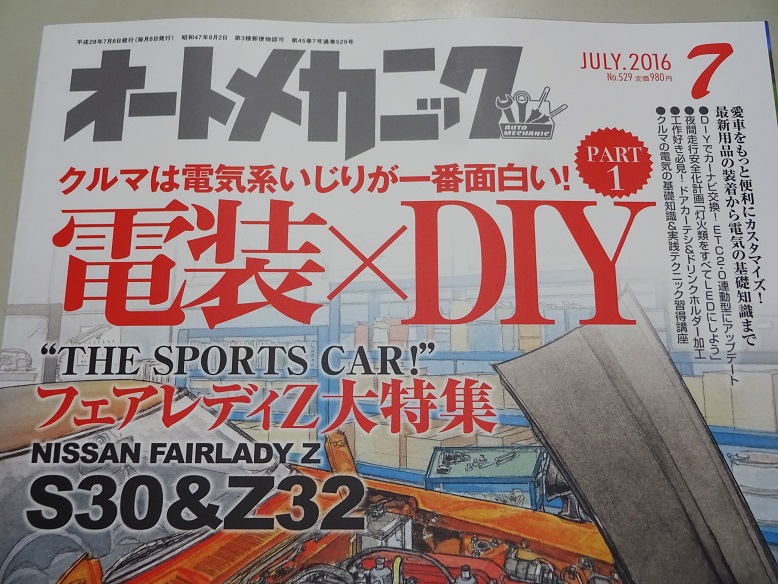 平成28年7月8日発行(毎月8日発行) 昭和47年8月2日 第3種郵便物認可 第45巻7号通巻529号
オートメカニック
AUTO MECHANIC
JULY.2016
No.529 定価980円
7
クルマは電気系いじりが一番面白い!
PART 1
電装×DIY
愛車をもっと便利にカスタマイズ!
最新用品の装着から電気の基礎知識まで
●DIYでカーナビ交換! ETC2.0連動型にアップデート
●夜間走行安全化計画「灯火類をすべてLEDにしよう」
●工作好き必見! ドアカーテシ&ドリンクホルダー加工
●クルマの電気の基礎知識&実践テクニック習得講座
“THE SPORTS CAR!”
フェアレディZ大特集
NISSAN FAIRLADY Z
S30&Z32